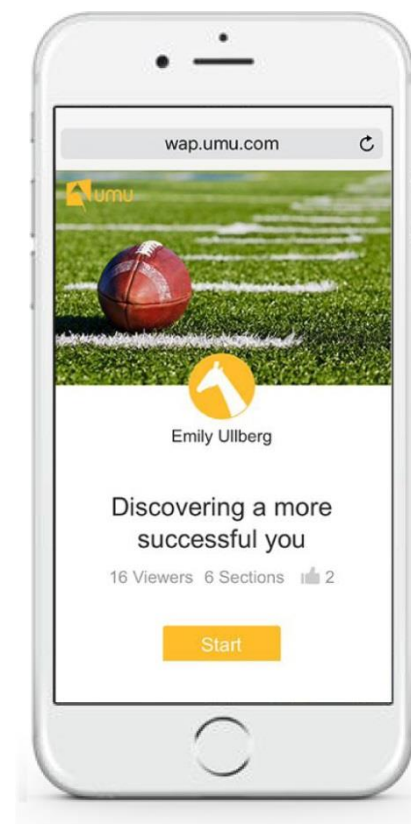 wap.umu.com
umu
Emily Ullberg
Discovering a more
successful you
16 Viewers 6 Sections 2
Start